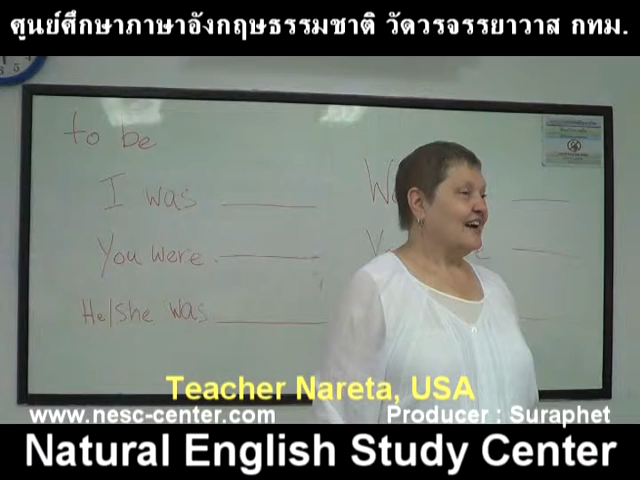 ศูนย์ศึกษาภาษาอังกฤษธรรมชาติ วัดวรจรรยาวาส กทม.
to be
I was
You were
He/she was
Teacher Nareta, USA
www.nesc-center.com
Producer : Suraphet
Natural English Study Center